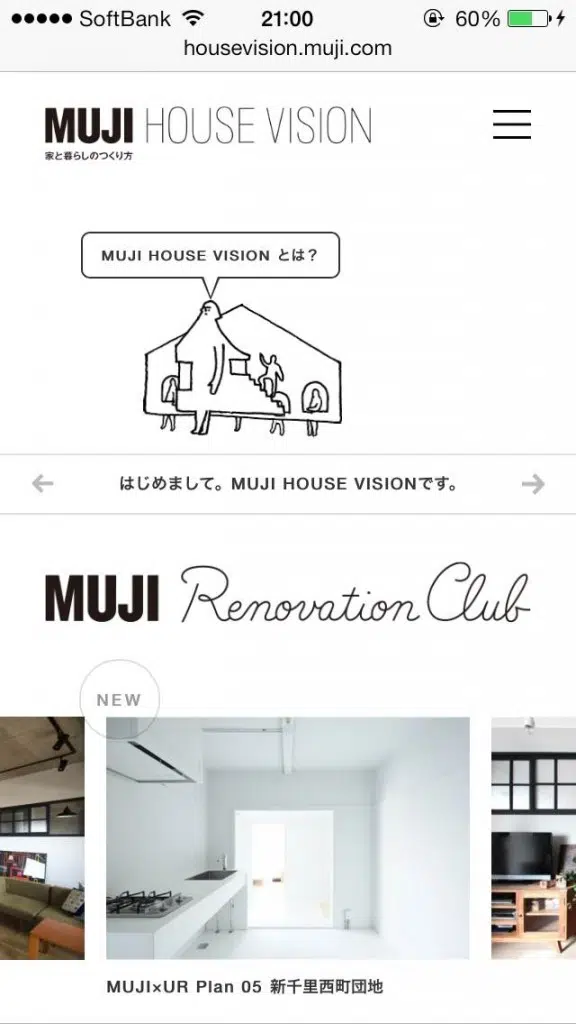 SoftBank 21:00 60%
housevision.muji.com
MUJI HOUSE VISION
家と暮らしのつくり方
MUJI HOUSE VISION とは？
はじめまして。MUJI HOUSE VISIONです。
MUJI Renovation Club
NEW
MUJI×UR Plan 05 新千里西町団地